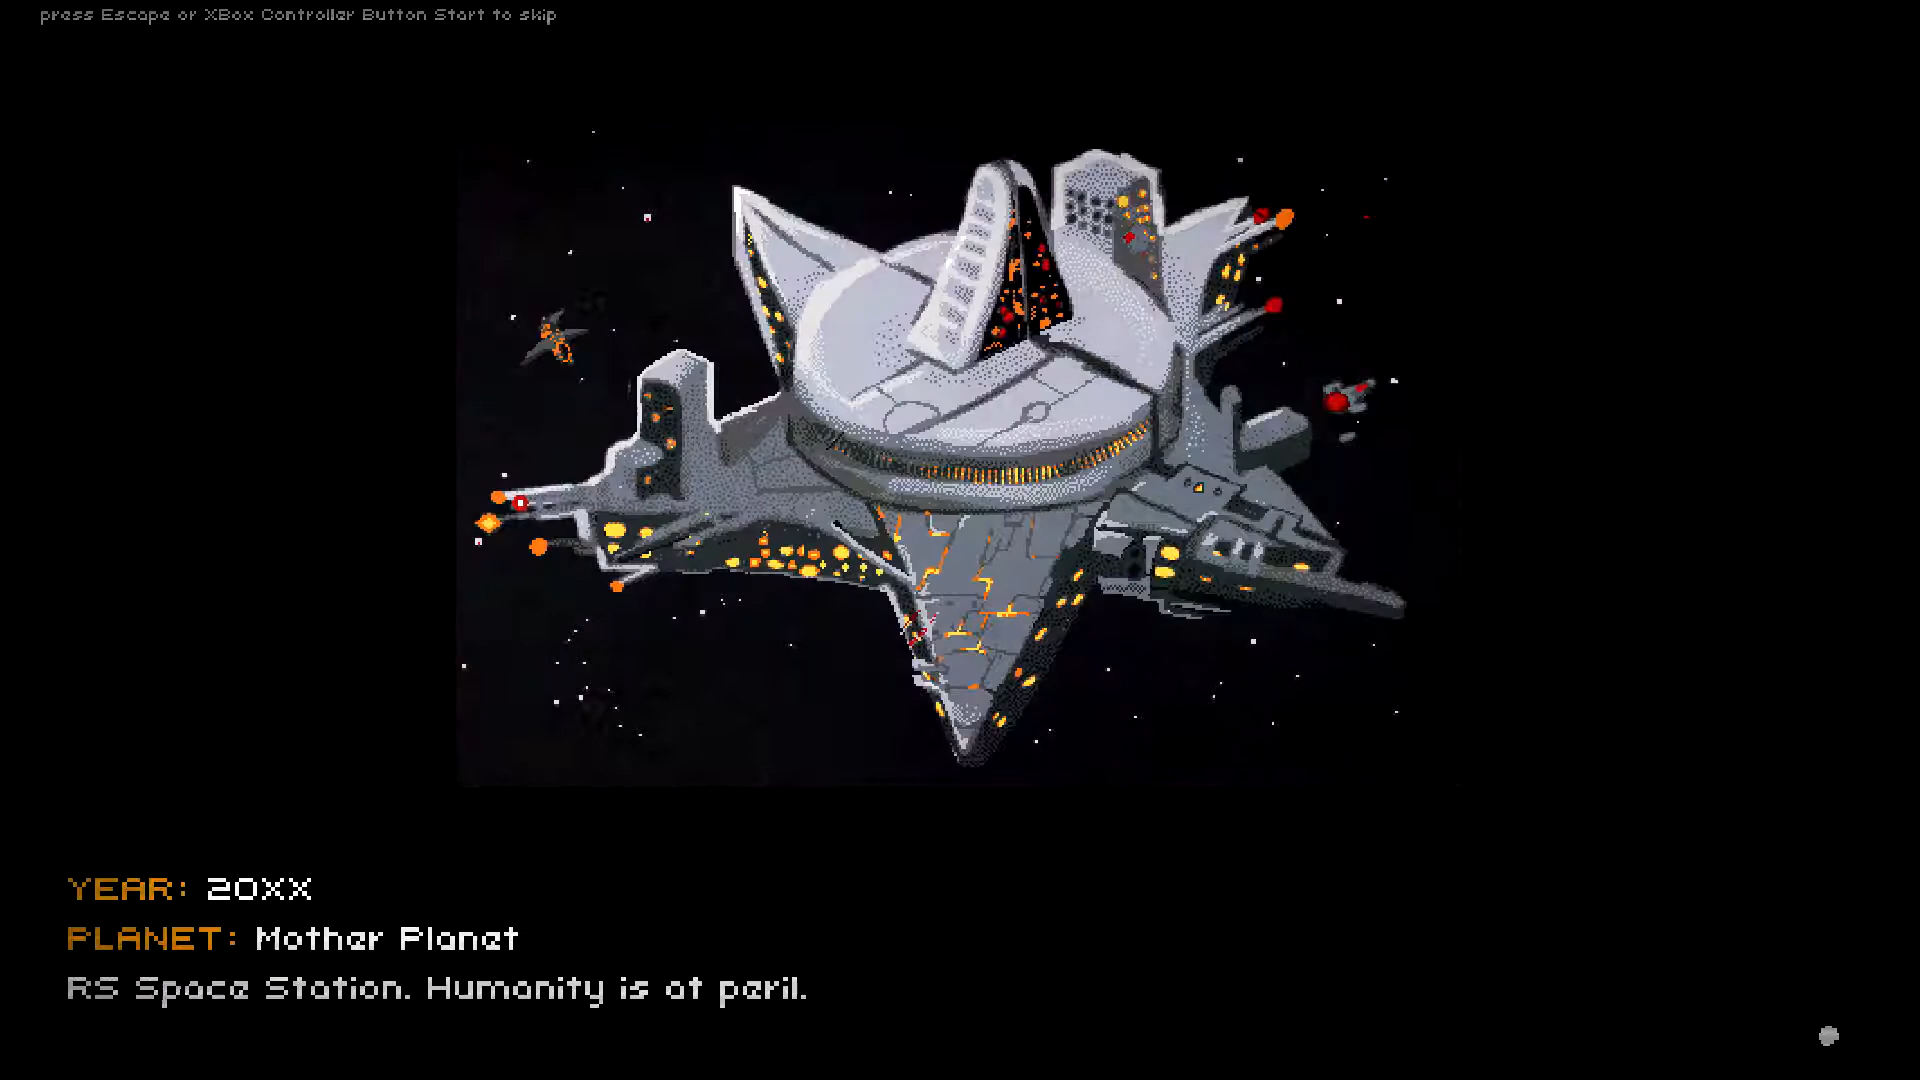 press Escape or XBox Controller Button Start to skip
YEAR: 20XX
PLANET: Mother Planet
RS Space Station. Humanity is at peril.